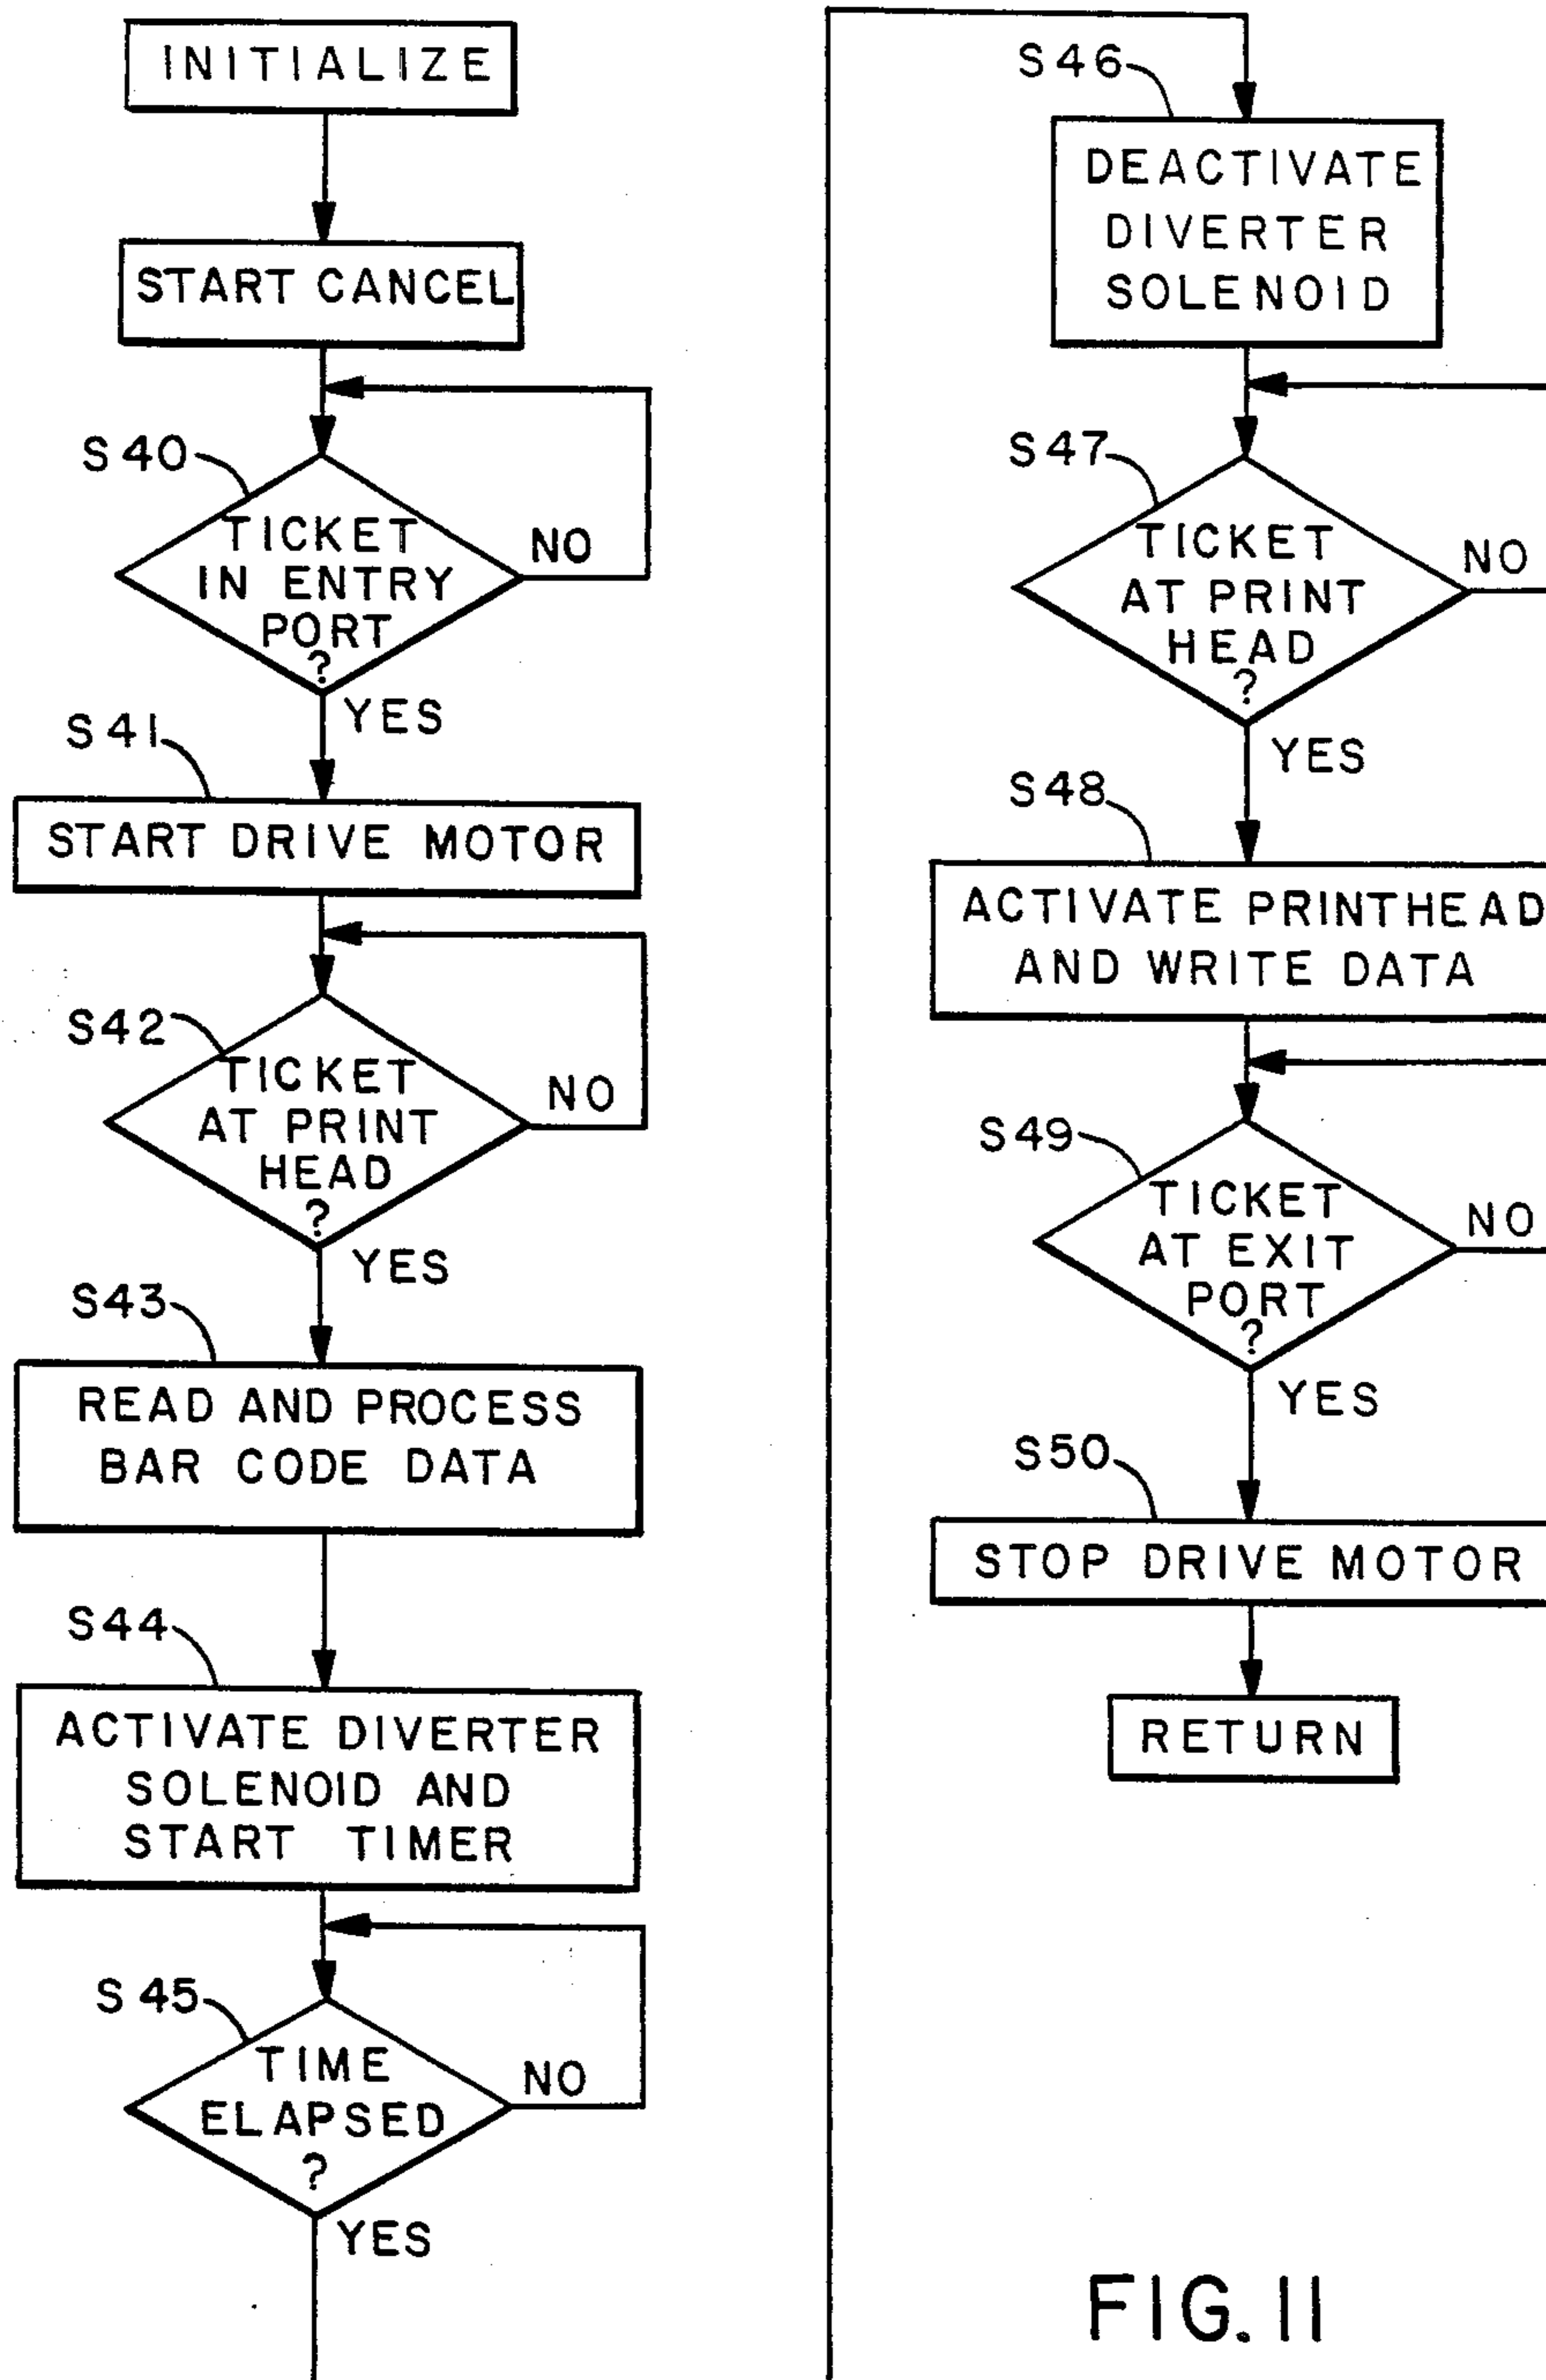 INITIALIZE
START CANCEL
S40
TICKET
IN ENTRY
PORT
?
NO
YES
S41
START DRIVE MOTOR
S42
TICKET
AT PRINT
HEAD
?
NO
YES
S43
READ AND PROCESS
BAR CODE DATA
S44
ACTIVATE DIVERTER
SOLENOID AND
START TIMER
S45
TIME
ELAPSED
?
NO
YES
S46
DEACTIVATE
DIVERTER
SOLENOID
S47
TICKET
AT PRINT
HEAD
?
NO
YES
S48
ACTIVATE PRINTHEAD
AND WRITE DATA
S49
TICKET
AT EXIT
PORT
?
NO
YES
S50
STOP DRIVE MOTOR
RETURN
FIG. 11